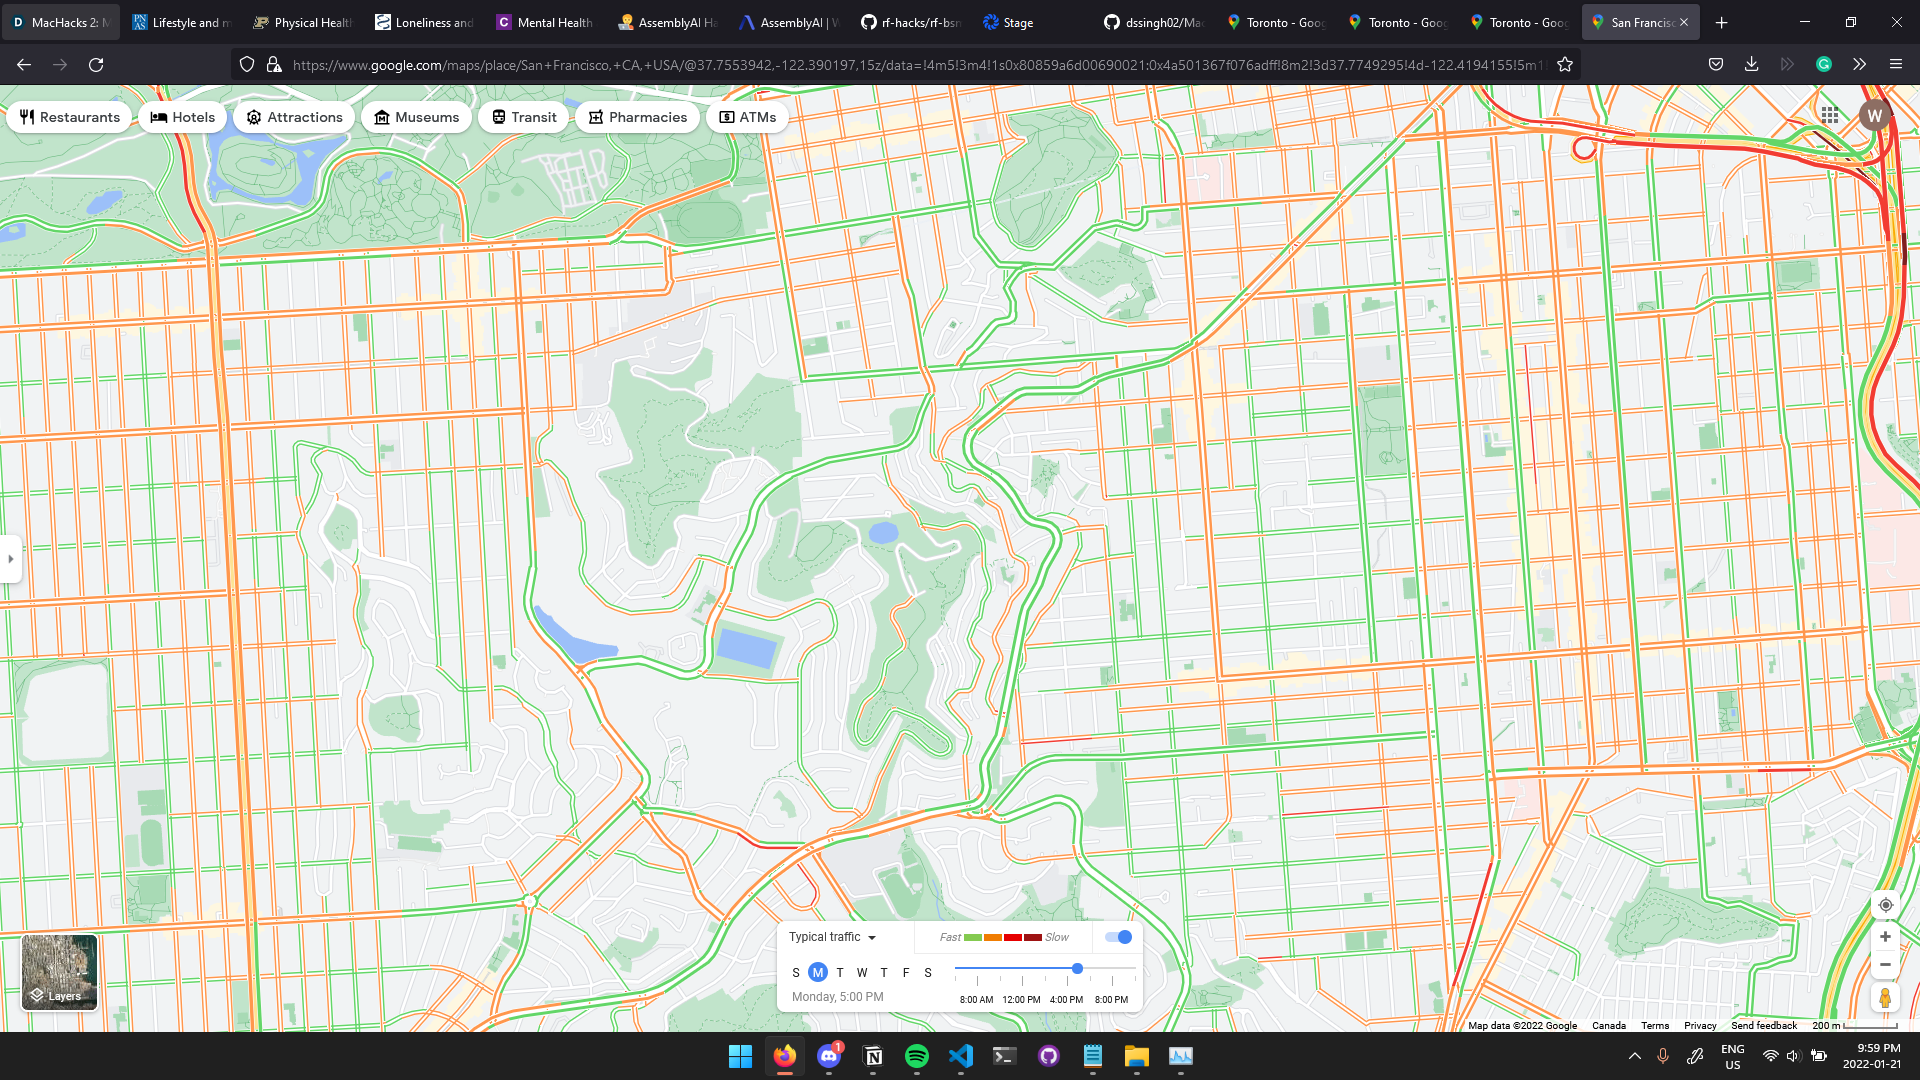 MacHacks 2: M
Lifestyle and m
Physical Health
Loneliness and
Mental Health
AssemblyAI Ha
AssemblyAI | W
rf-hacks/rf-bsn
Stage
dssingh02/Mac
Toronto - Goog
Toronto - Goog
Toronto - Goog
San Francisc
https://www.google.com/maps/place/San+Francisco,+CA,+USA/@37.7553942,-122.390197,15z/data=!4m5!3m4!1s0x80859a6d00690021:0x4a501367f076adff!8m2!3d37.7749295!4d-122.4194155!5m1!
Restaurants
Hotels
Attractions
Museums
Transit
Pharmacies
ATMs
W
Typical traffic
Fast
Slow
S M T W T F S
Monday, 5:00 PM
8:00 AM 12:00 PM 4:00 PM 8:00 PM
Layers
Map data ©2022 Google Canada Terms Privacy Send feedback 200 m
1
ENG
US
9:59 PM
2022-01-21